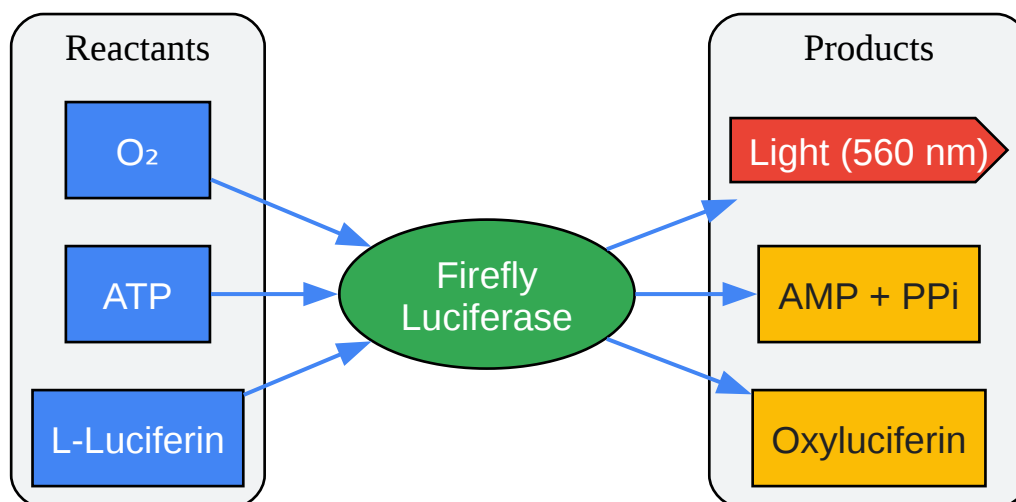 Reactants
O₂
ATP
L-Luciferin
Firefly
Luciferase
Products
Light (560 nm)
AMP + PPi
Oxyluciferin